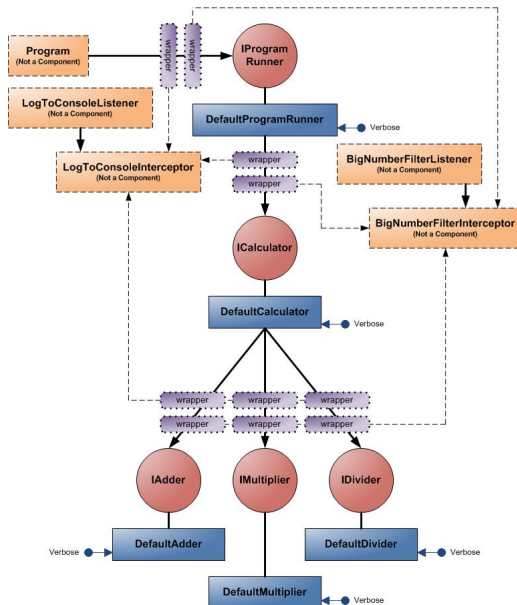 Program
(Not a Component)
wrapper
wrapper
IProgram
Runner
LogToConsoleListener
(Not a Component)
DefaultProgramRunner
Verbose
LogToConsoleInterceptor
(Not a Component)
wrapper
wrapper
BigNumberFilterListener
(Not a Component)
BigNumberFilterInterceptor
(Not a Component)
ICalculator
DefaultCalculator
Verbose
wrapper wrapper wrapper
wrapper wrapper wrapper
IAdder IMultiplier IDivider
Verbose DefaultAdder DefaultDivider Verbose
DefaultMultiplier Verbose